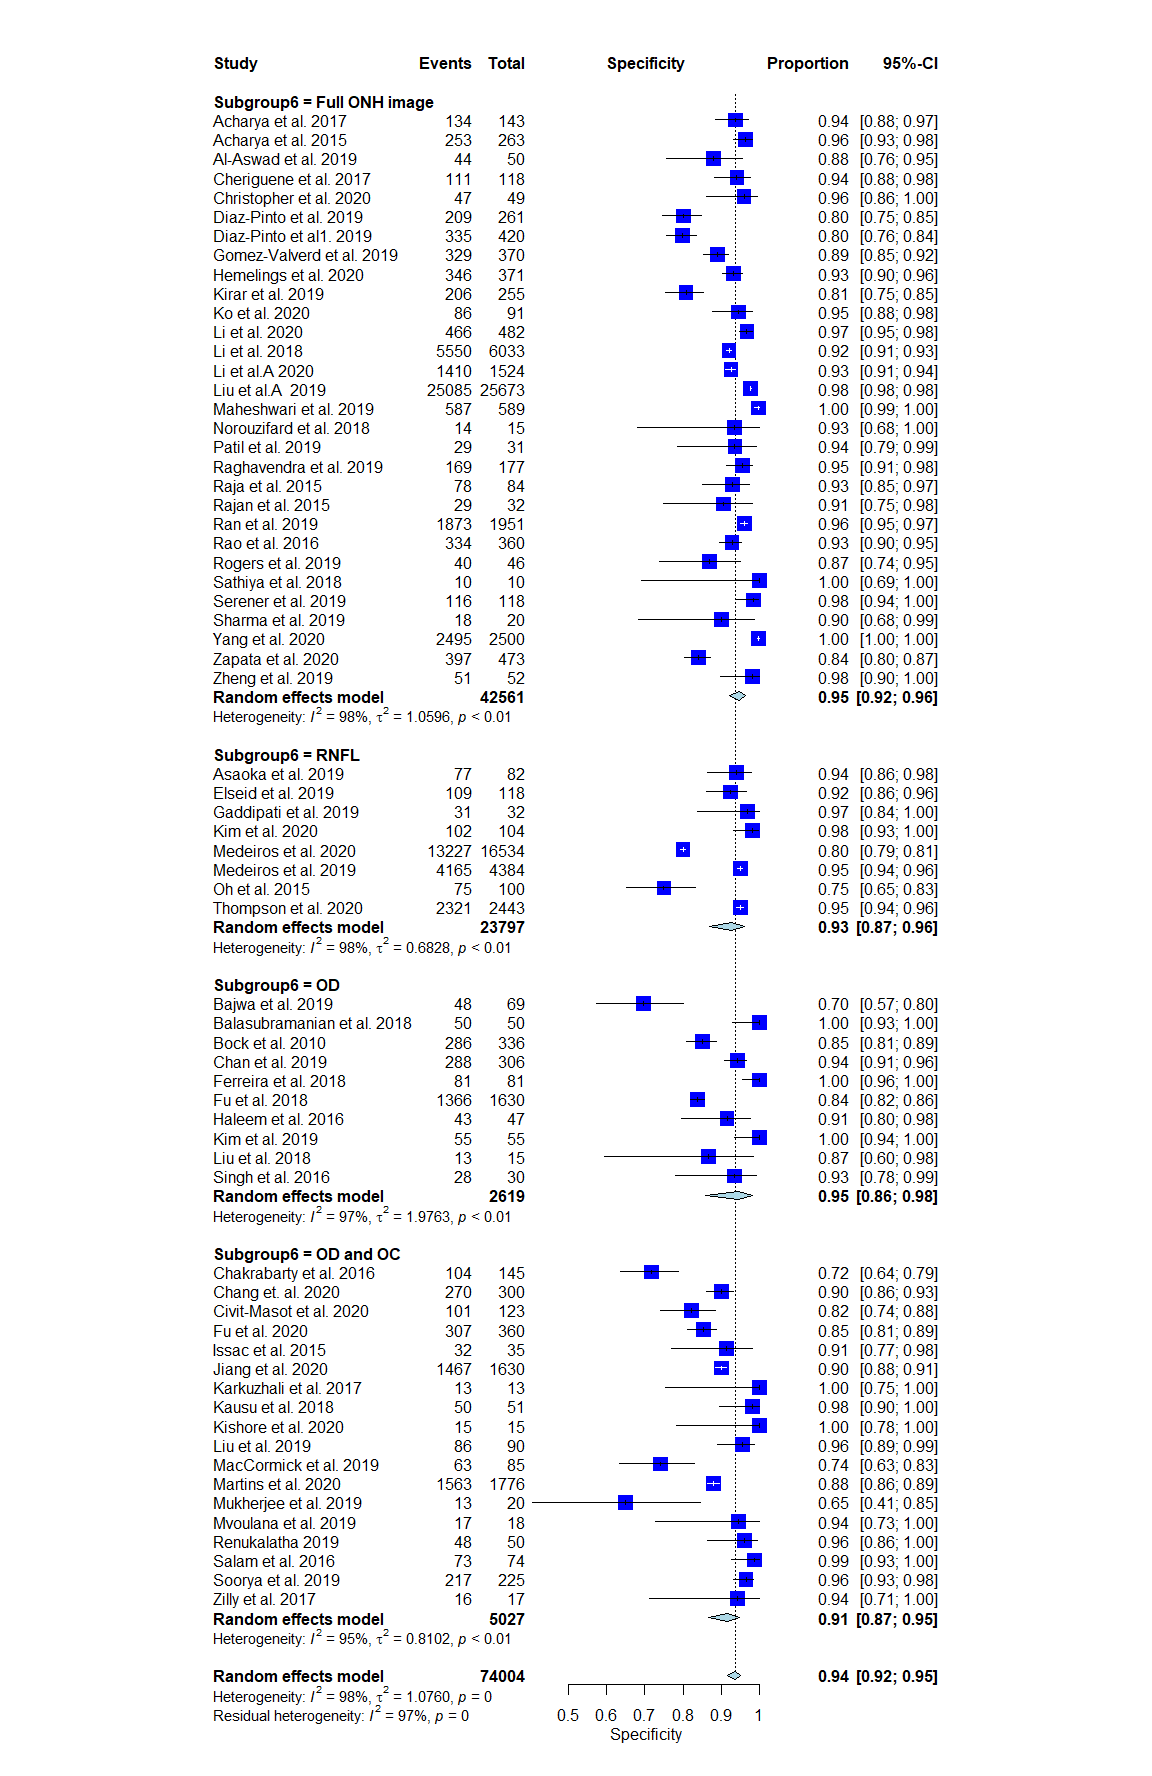 Study Events Total Specificity Proportion 95%-CI
Subgroup6 = Full ONH image
Acharya et al. 2017 134 143 0.94 [0.88; 0.97]
Acharya et al. 2015 253 263 0.96 [0.93; 0.98]
Al-Aswad et al. 2019 44 50 0.88 [0.76; 0.95]
Cheriguene et al. 2017 111 118 0.94 [0.88; 0.98]
Christopher et al. 2020 47 49 0.96 [0.86; 1.00]
Diaz-Pinto et al. 2019 209 261 0.80 [0.75; 0.85]
Diaz-Pinto et al1. 2019 335 420 0.80 [0.76; 0.84]
Gomez-Valverd et al. 2019 329 370 0.89 [0.85; 0.92]
Hemelings et al. 2020 346 371 0.93 [0.90; 0.96]
Kirar et al. 2019 206 255 0.81 [0.75; 0.85]
Ko et al. 2020 86 91 0.95 [0.88; 0.98]
Li et al. 2020 466 482 0.97 [0.95; 0.98]
Li et al. 2018 5550 6033 0.92 [0.91; 0.93]
Li et al.A 2020 1410 1524 0.93 [0.91; 0.94]
Liu et al.A 2019 25085 25673 0.98 [0.98; 0.98]
Maheshwari et al. 2019 587 589 1.00 [0.99; 1.00]
Norouzifard et al. 2018 14 15 0.93 [0.68; 1.00]
Patil et al. 2019 29 31 0.94 [0.79; 0.99]
Raghavendra et al. 2019 169 177 0.95 [0.91; 0.98]
Raja et al. 2015 78 84 0.93 [0.85; 0.97]
Rajan et al. 2015 29 32 0.91 [0.75; 0.98]
Ran et al. 2019 1873 1951 0.96 [0.95; 0.97]
Rao et al. 2016 334 360 0.93 [0.90; 0.95]
Rogers et al. 2019 40 46 0.87 [0.74; 0.95]
Sathiya et al. 2018 10 10 1.00 [0.69; 1.00]
Serener et al. 2019 116 118 0.98 [0.94; 1.00]
Sharma et al. 2019 18 20 0.90 [0.68; 0.99]
Yang et al. 2020 2495 2500 1.00 [1.00; 1.00]
Zapata et al. 2020 397 473 0.84 [0.80; 0.87]
Zheng et al. 2019 51 52 0.98 [0.90; 1.00]
Random effects model 42561 0.95 [0.92; 0.96]
Heterogeneity: I² = 98%, τ² = 1.0596, p < 0.01
Subgroup6 = RNFL
Asaoka et al. 2019 77 82 0.94 [0.86; 0.98]
Elseid et al. 2019 109 118 0.92 [0.86; 0.96]
Gaddipati et al. 2019 31 32 0.97 [0.84; 1.00]
Kim et al. 2020 102 104 0.98 [0.93; 1.00]
Medeiros et al. 2020 13227 16534 0.80 [0.79; 0.81]
Medeiros et al. 2019 4165 4384 0.95 [0.94; 0.96]
Oh et al. 2015 75 100 0.75 [0.65; 0.83]
Thompson et al. 2020 2321 2443 0.95 [0.94; 0.96]
Random effects model 23797 0.93 [0.87; 0.96]
Heterogeneity: I² = 98%, τ² = 0.6828, p < 0.01
Subgroup6 = OD
Bajwa et al. 2019 48 69 0.70 [0.57; 0.80]
Balasubramanian et al. 2018 50 50 1.00 [0.93; 1.00]
Bock et al. 2010 286 336 0.85 [0.81; 0.89]
Chan et al. 2019 288 306 0.94 [0.91; 0.96]
Ferreira et al. 2018 81 81 1.00 [0.96; 1.00]
Fu et al. 2018 1366 1630 0.84 [0.82; 0.86]
Haleem et al. 2016 43 47 0.91 [0.80; 0.98]
Kim et al. 2019 55 55 1.00 [0.94; 1.00]
Liu et al. 2018 13 15 0.87 [0.60; 0.98]
Singh et al. 2016 28 30 0.93 [0.78; 0.99]
Random effects model 2619 0.95 [0.86; 0.98]
Heterogeneity: I² = 97%, τ² = 1.9763, p < 0.01
Subgroup6 = OD and OC
Chakrabarty et al. 2016 104 145 0.72 [0.64; 0.79]
Chang et. al. 2020 270 300 0.90 [0.86; 0.93]
Civit-Masot et al. 2020 101 123 0.82 [0.74; 0.88]
Fu et al. 2020 307 360 0.85 [0.81; 0.89]
Issac et al. 2015 32 35 0.91 [0.77; 0.98]
Jiang et al. 2020 1467 1630 0.90 [0.88; 0.91]
Karkuzhali et al. 2017 13 13 1.00 [0.75; 1.00]
Kausu et al. 2018 50 51 0.98 [0.90; 1.00]
Kishore et al. 2020 15 15 1.00 [0.78; 1.00]
Liu et al. 2019 86 90 0.96 [0.89; 0.99]
MacCormick et al. 2019 63 85 0.74 [0.63; 0.83]
Martins et al. 2020 1563 1776 0.88 [0.86; 0.89]
Mukherjee et al. 2019 13 20 0.65 [0.41; 0.85]
Mvoulana et al. 2019 17 18 0.94 [0.73; 1.00]
Renukalatha 2019 48 50 0.96 [0.86; 1.00]
Salam et al. 2016 73 74 0.99 [0.93; 1.00]
Soorya et al. 2019 217 225 0.96 [0.93; 0.98]
Zilly et al. 2017 16 17 0.94 [0.71; 1.00]
Random effects model 5027 0.91 [0.87; 0.95]
Heterogeneity: I² = 95%, τ² = 0.8102, p < 0.01
Random effects model 74004 0.94 [0.92; 0.95]
Heterogeneity: I² = 98%, τ² = 1.0760, p = 0
Residual heterogeneity: I² = 97%, p = 0
0.5 0.6 0.7 0.8 0.9 1
Specificity